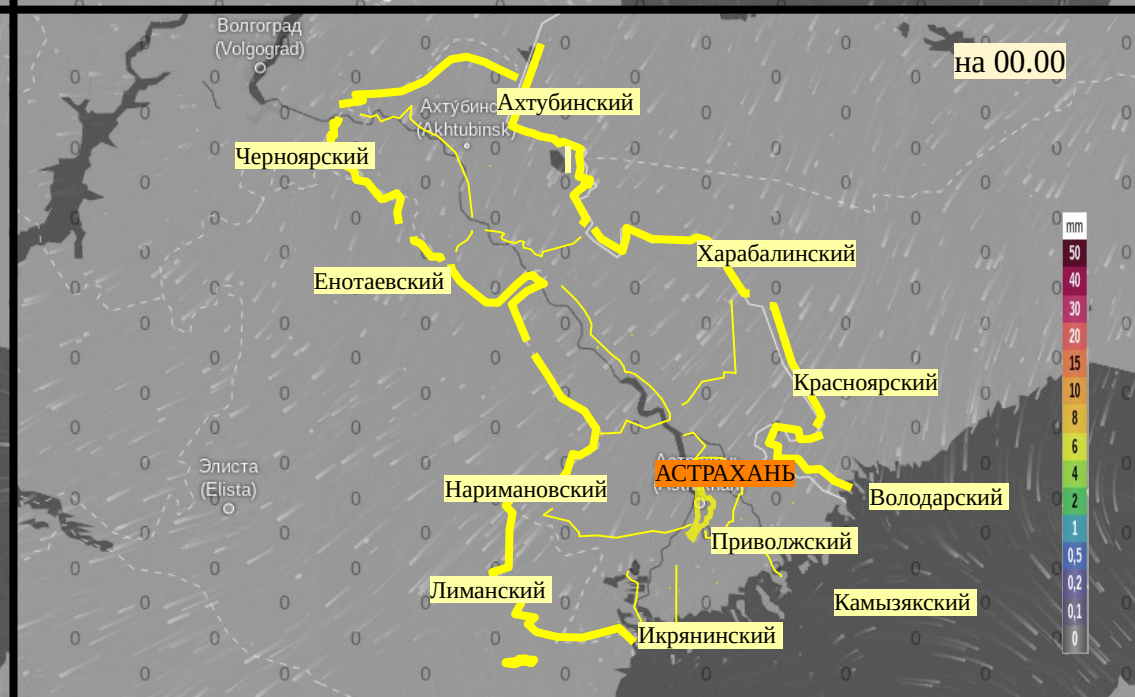 Волгоград
(Volgograd)
на 00.00
Ахтубинский
(Akhtubinsk)
Черноярский
mm
50
40
30
20
15
10
8
6
4
2
1
0,5
0,2
0,1
0
Харабалинский
Енотаевский
Красноярский
Элиста
(Elista)
АСТРАХАНЬ
Наримановский
Володарский
Приволжский
Лиманский
Камызякский
Икрянинский